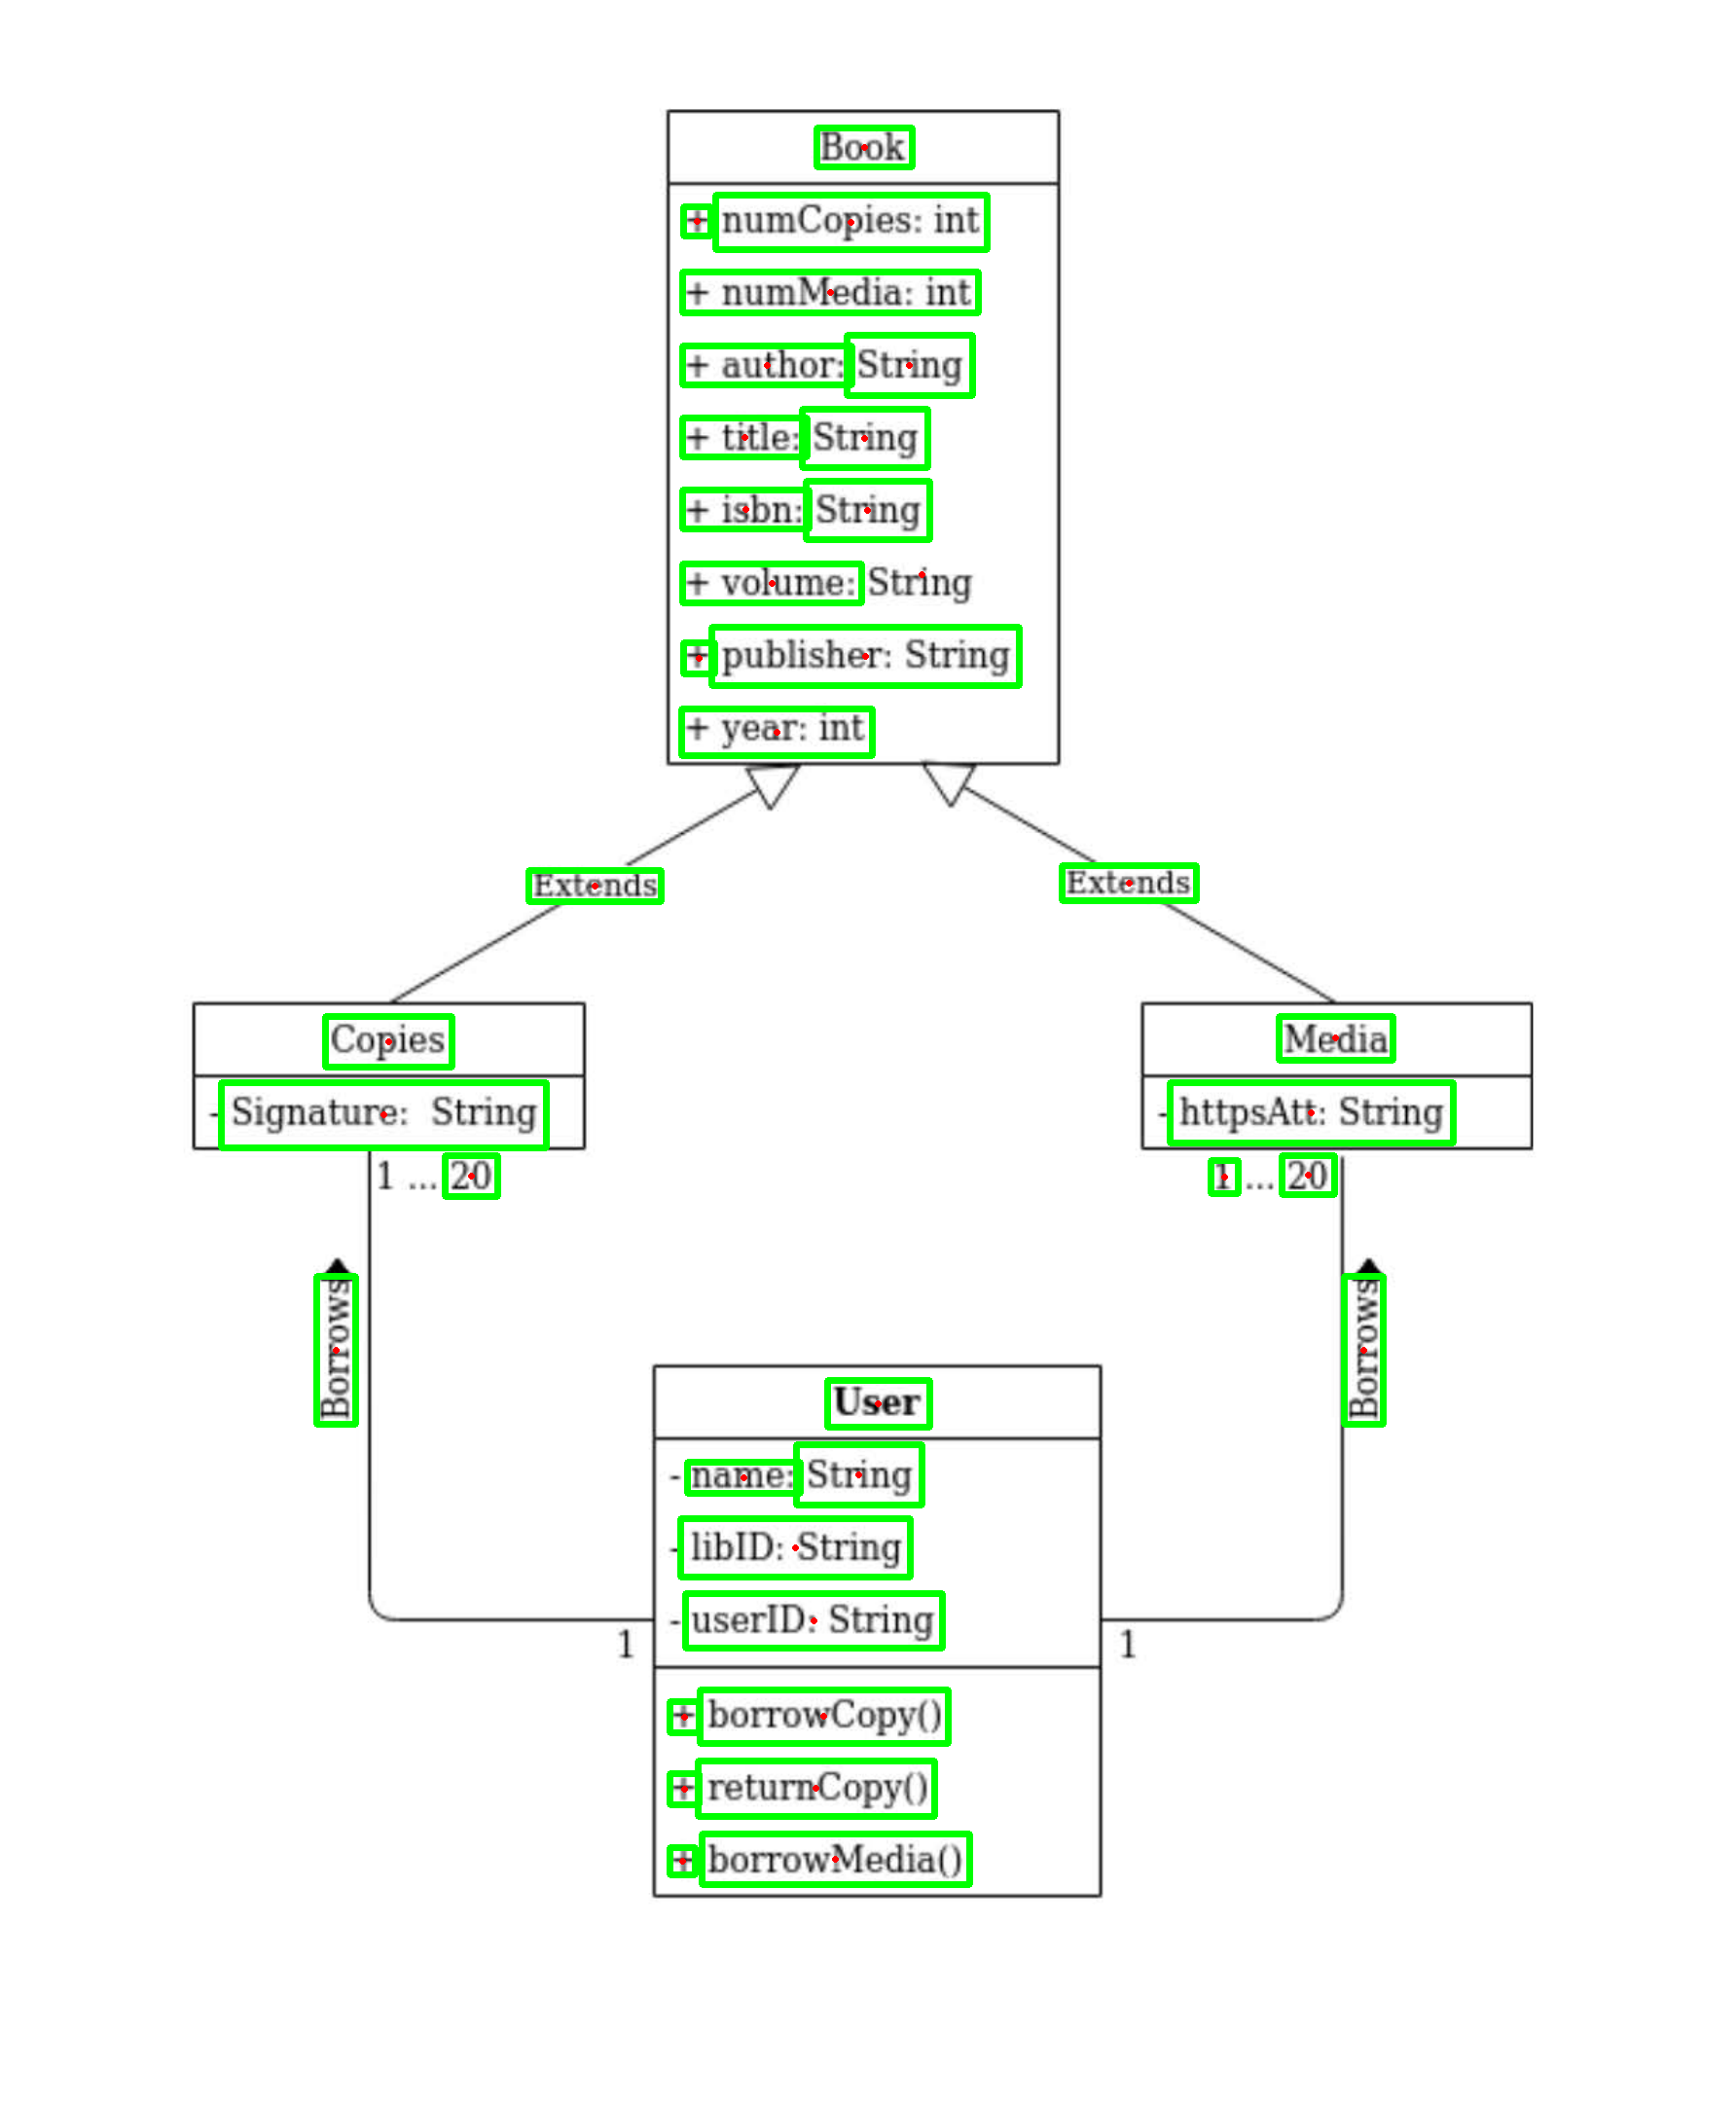 Book
+ numCopies: int
+ numMedia: int
+ author: String
+ title: String
+ isbn: String
+ volume: String
+ publisher: String
+ year: int
Extends
Extends
Copies
- Signature: String
1 ... 20
Media
- httpsAtt: String
1 ... 20
Borrows
Borrows
User
- name: String
- libID: String
- userID: String
1
1
+ borrowCopy()
+ returnCopy()
+ borrowMedia()